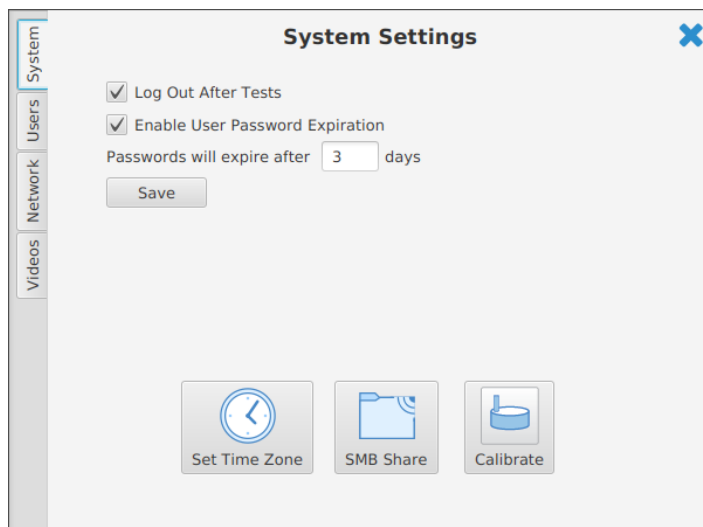 System Settings
System
Users
Network
Videos
Log Out After Tests
Enable User Password Expiration
Passwords will expire after 3 days
Save
Set Time Zone
SMB Share
Calibrate